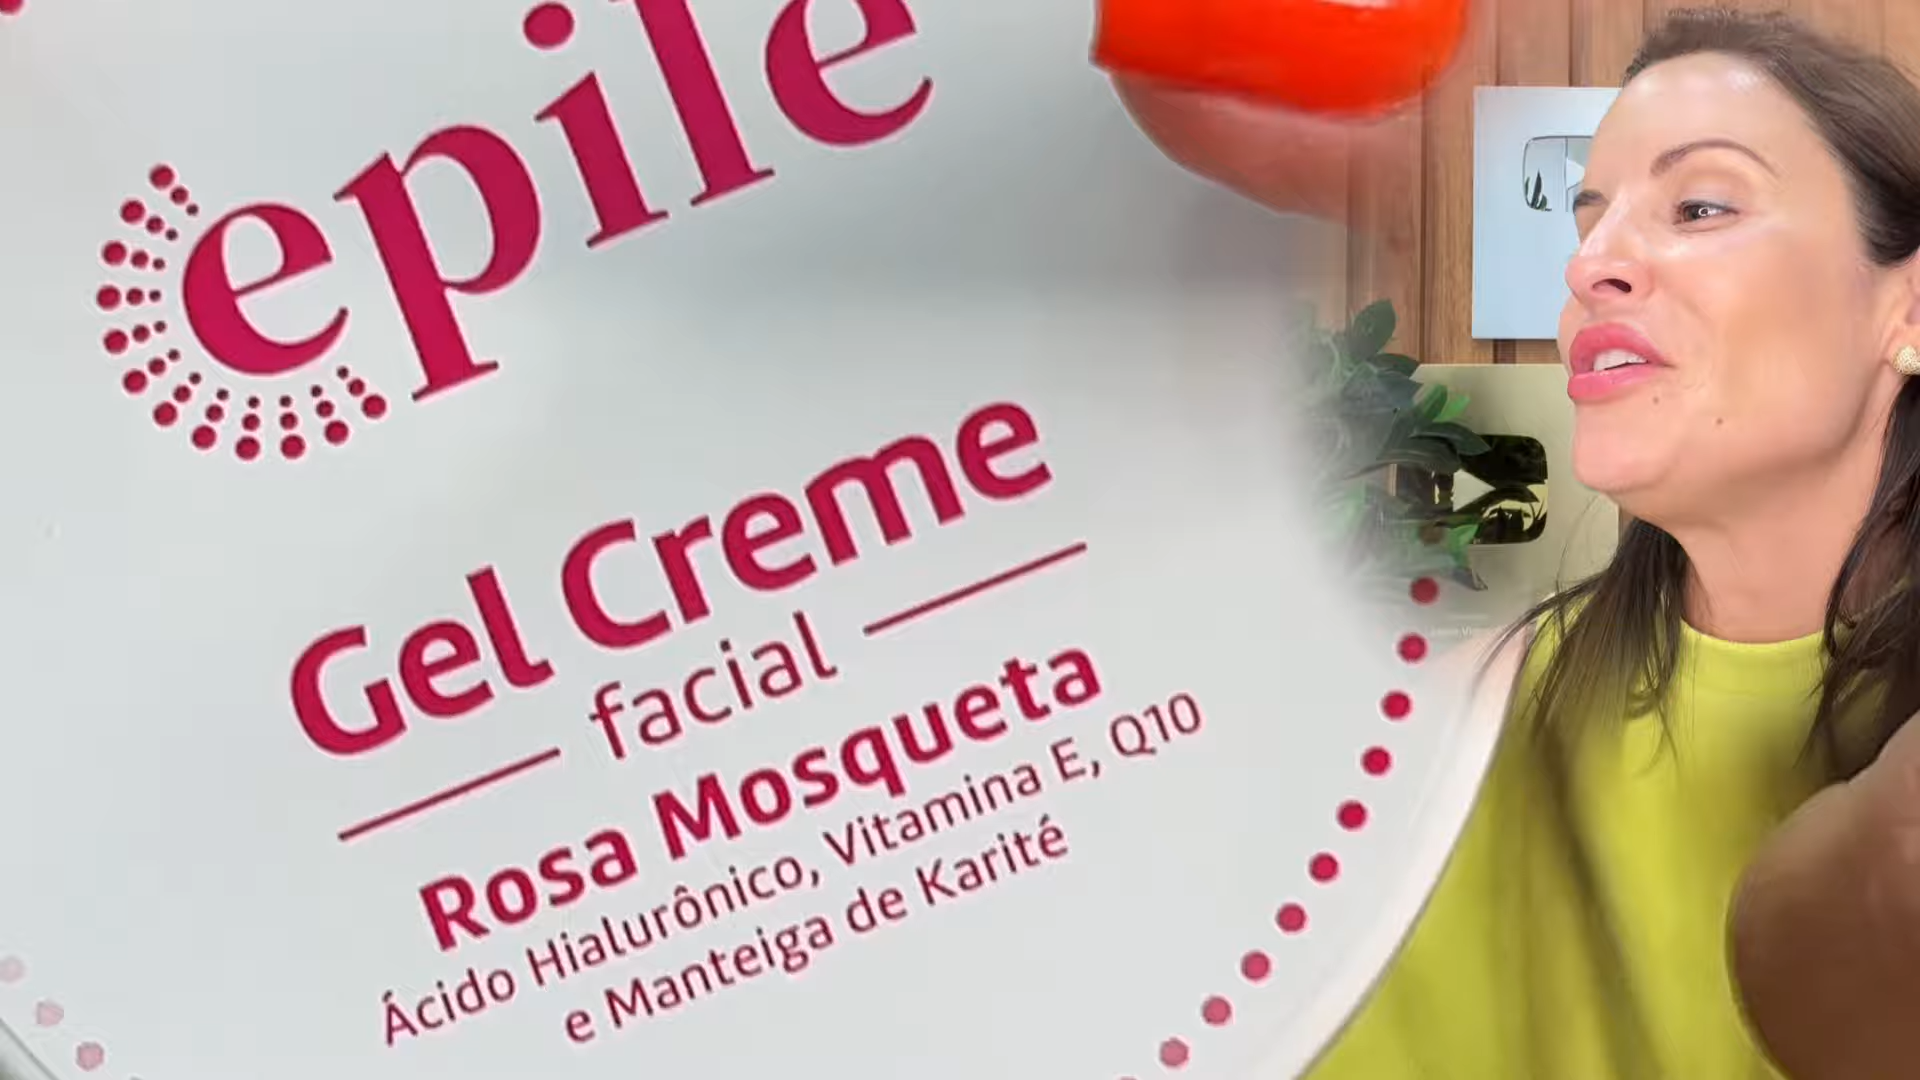 epile
Gel Creme
facial
Rosa Mosqueta
Ácido Hialurônico, Vitamina E, Q10
e Manteiga de Karité